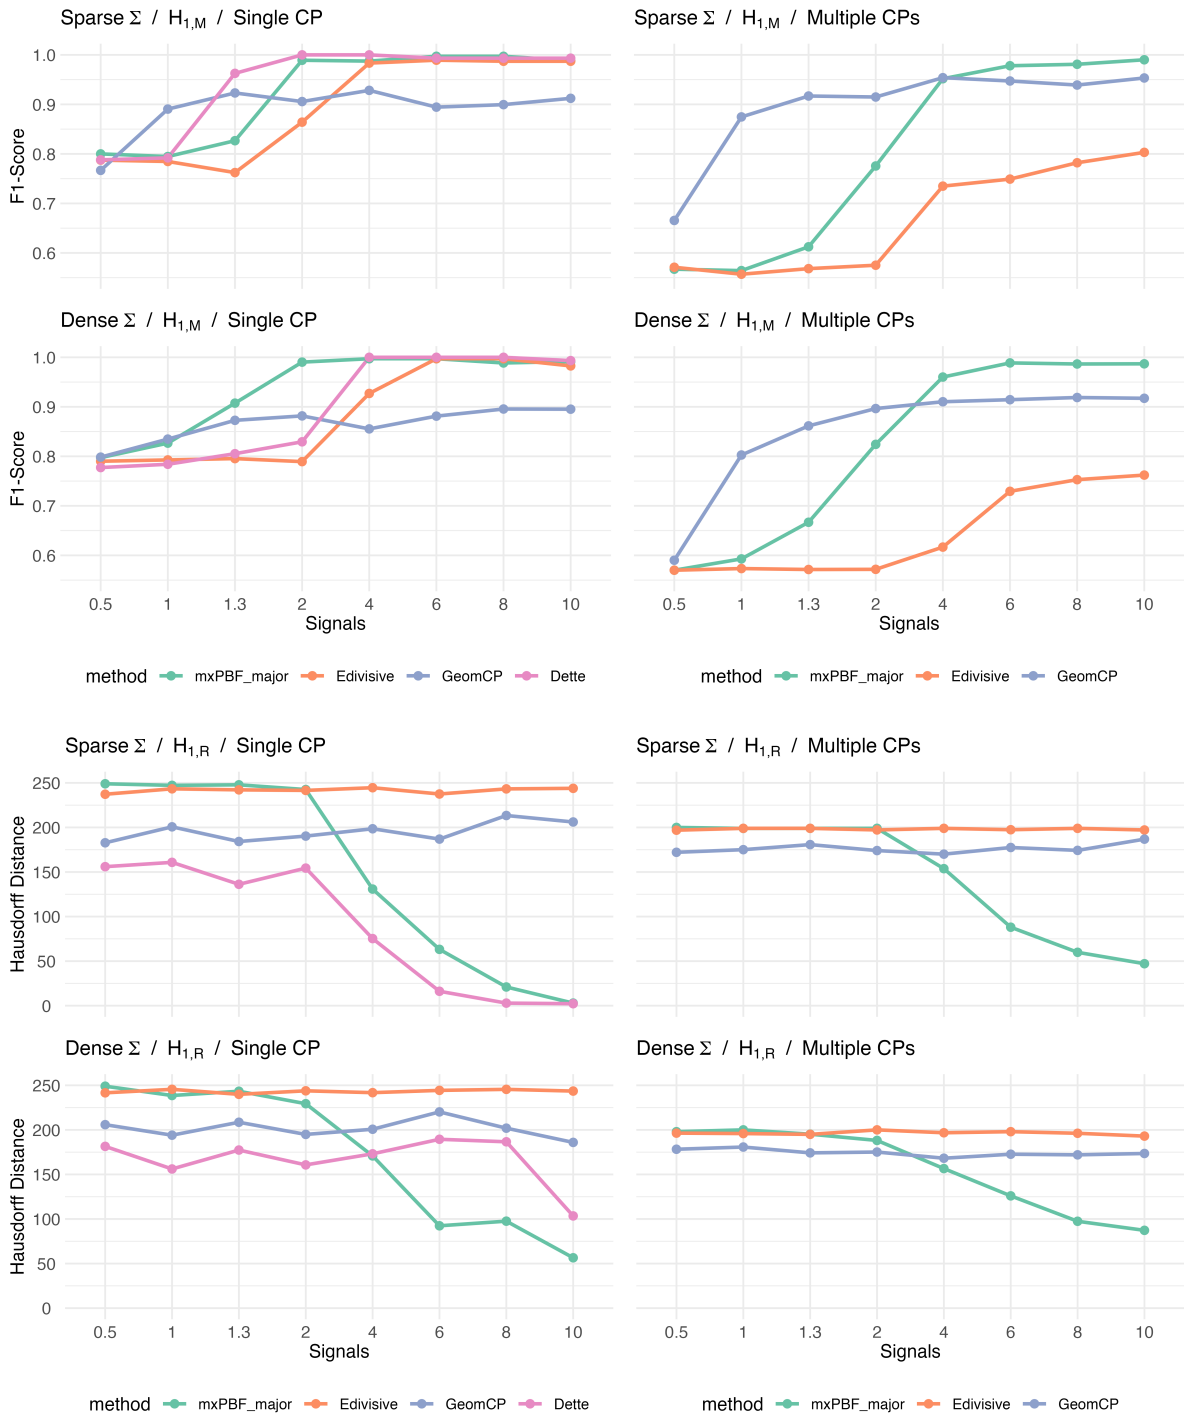 Sparse Σ / H1,M / Single CP
Sparse Σ / H1,M / Multiple CPs
F1-Score
1.0
0.9
0.8
0.7
0.6
Dense Σ / H1,M / Single CP
Dense Σ / H1,M / Multiple CPs
F1-Score
1.0
0.9
0.8
0.7
0.6
0.5 1 1.3 2 4 6 8 10
0.5 1 1.3 2 4 6 8 10
Signals
Signals
method mxPBF_major Edivisive GeomCP Dette
method mxPBF_major Edivisive GeomCP
Sparse Σ / H1,R / Single CP
Sparse Σ / H1,R / Multiple CPs
Hausdorff Distance
250
200
150
100
50
0
Dense Σ / H1,R / Single CP
Dense Σ / H1,R / Multiple CPs
Hausdorff Distance
250
200
150
100
50
0
0.5 1 1.3 2 4 6 8 10
0.5 1 1.3 2 4 6 8 10
Signals
Signals
method mxPBF_major Edivisive GeomCP Dette
method mxPBF_major Edivisive GeomCP